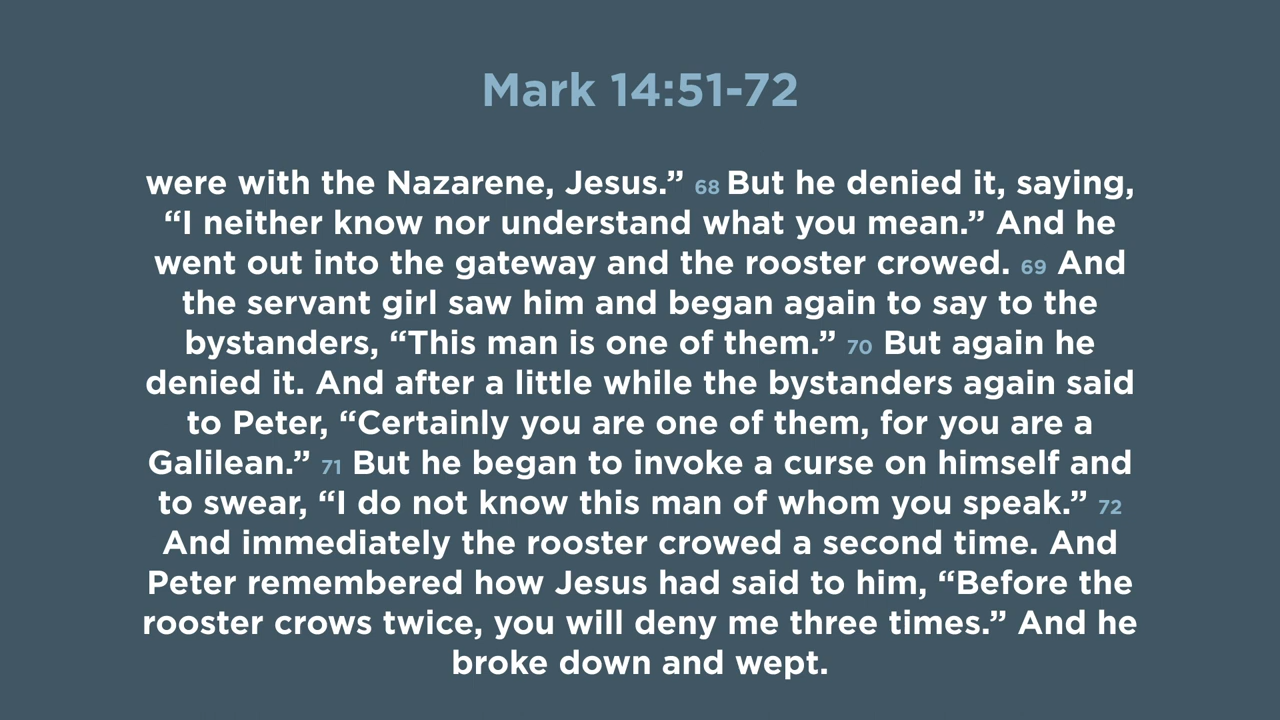 Mark 14:51-72
were with the Nazarene, Jesus.” 68 But he denied it, saying,
“I neither know nor understand what you mean.” And he
went out into the gateway and the rooster crowed. 69 And
the servant girl saw him and began again to say to the
bystanders, “This man is one of them.” 70 But again he
denied it. And after a little while the bystanders again said
to Peter, “Certainly you are one of them, for you are a
Galilean.” 71 But he began to invoke a curse on himself and
to swear, “I do not know this man of whom you speak.” 72
And immediately the rooster crowed a second time. And
Peter remembered how Jesus had said to him, “Before the
rooster crows twice, you will deny me three times.” And he
broke down and wept.